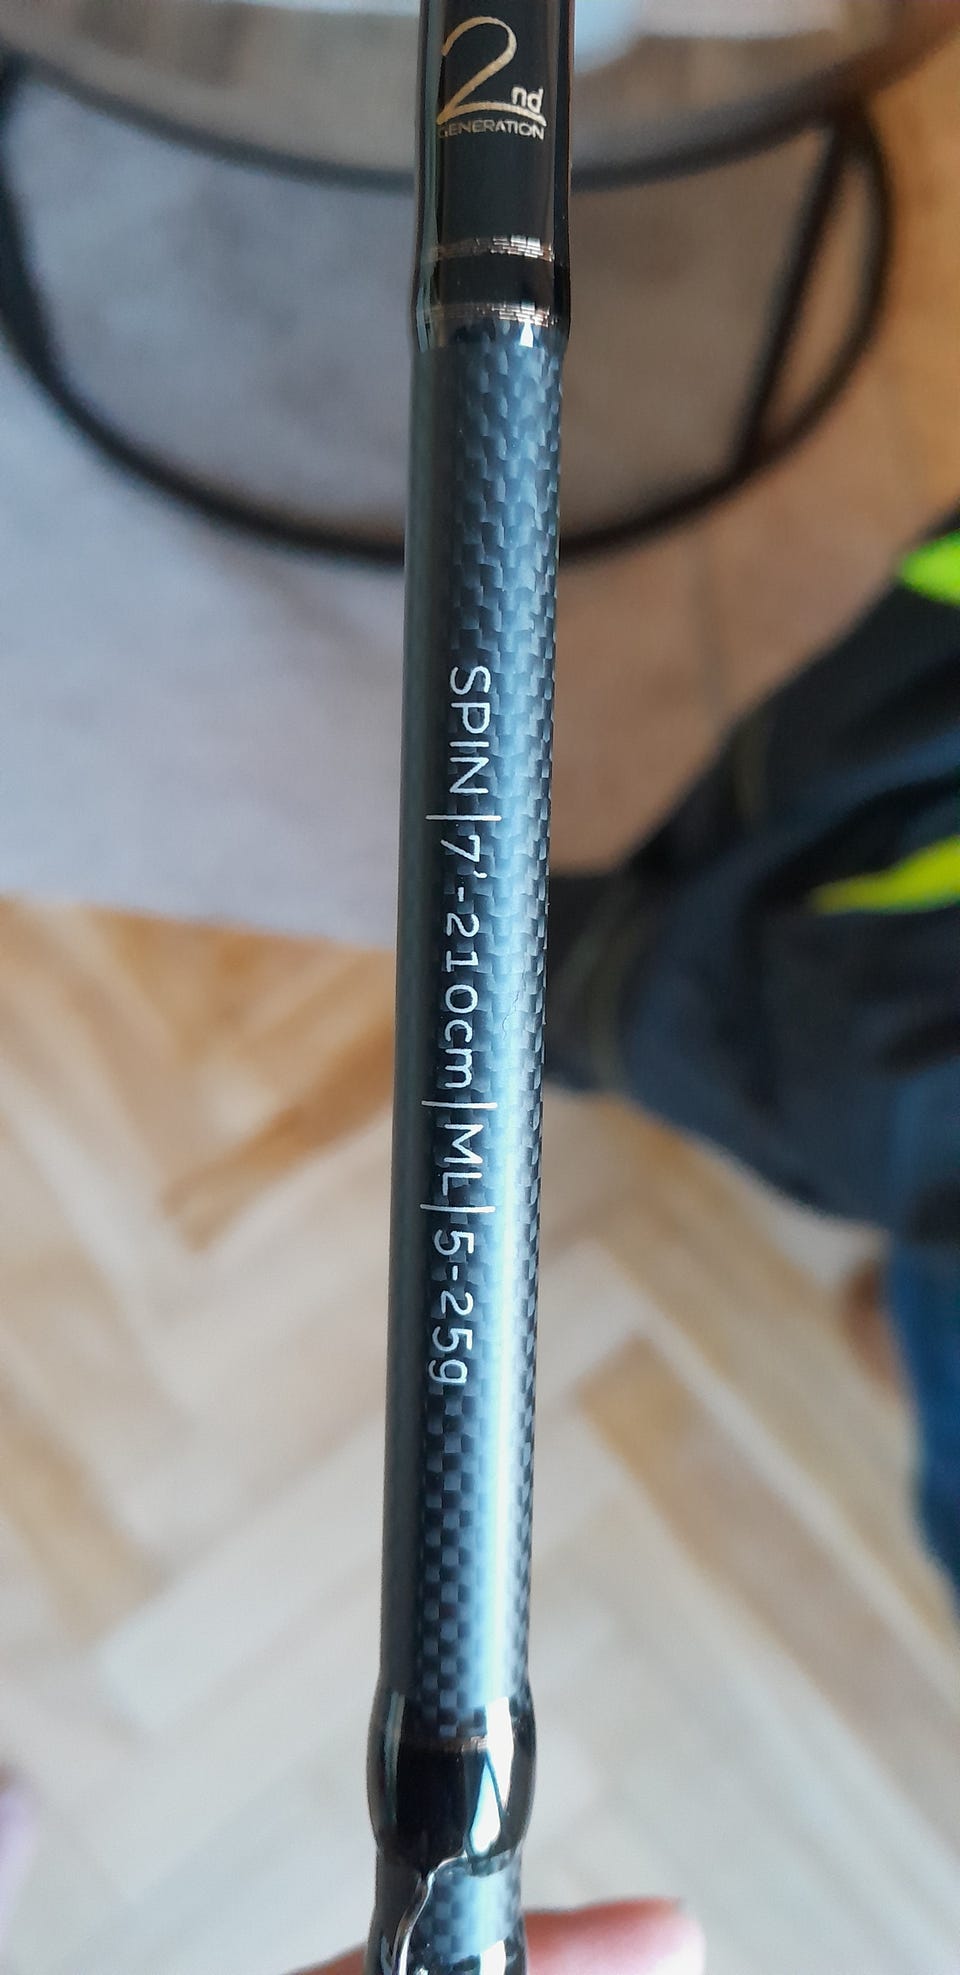 2nd
GENERATION
SPIN|7'-210cm|ML|5-25g